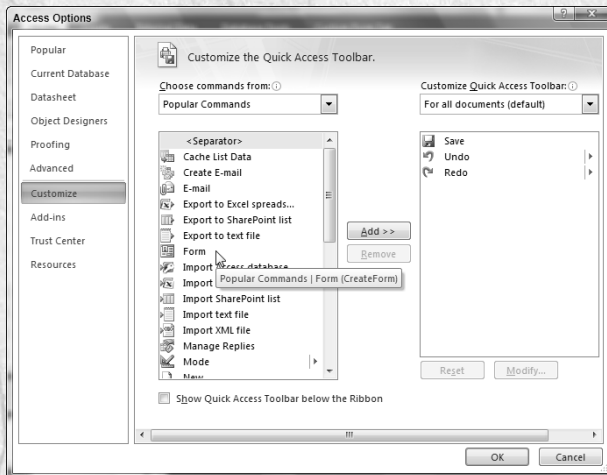 Access Options
Popular
Current Database
Datasheet
Object Designers
Proofing
Advanced
Customize
Add-ins
Trust Center
Resources
Customize the Quick Access Toolbar.
Choose commands from:
Popular Commands
<Separator>
Cache List Data
Create E-mail
E-mail
Export to Excel spreads...
Export to SharePoint list
Export to text file
Form
Import Access database
Popular Commands | Form (CreateForm)
Import
Import SharePoint list
Import text file
Import XML file
Manage Replies
Mode
New
Show Quick Access Toolbar below the Ribbon
Add >>
Remove
Customize Quick Access Toolbar:
For all documents (default)
Save
Undo
Redo
Reset
Modify...
OK
Cancel